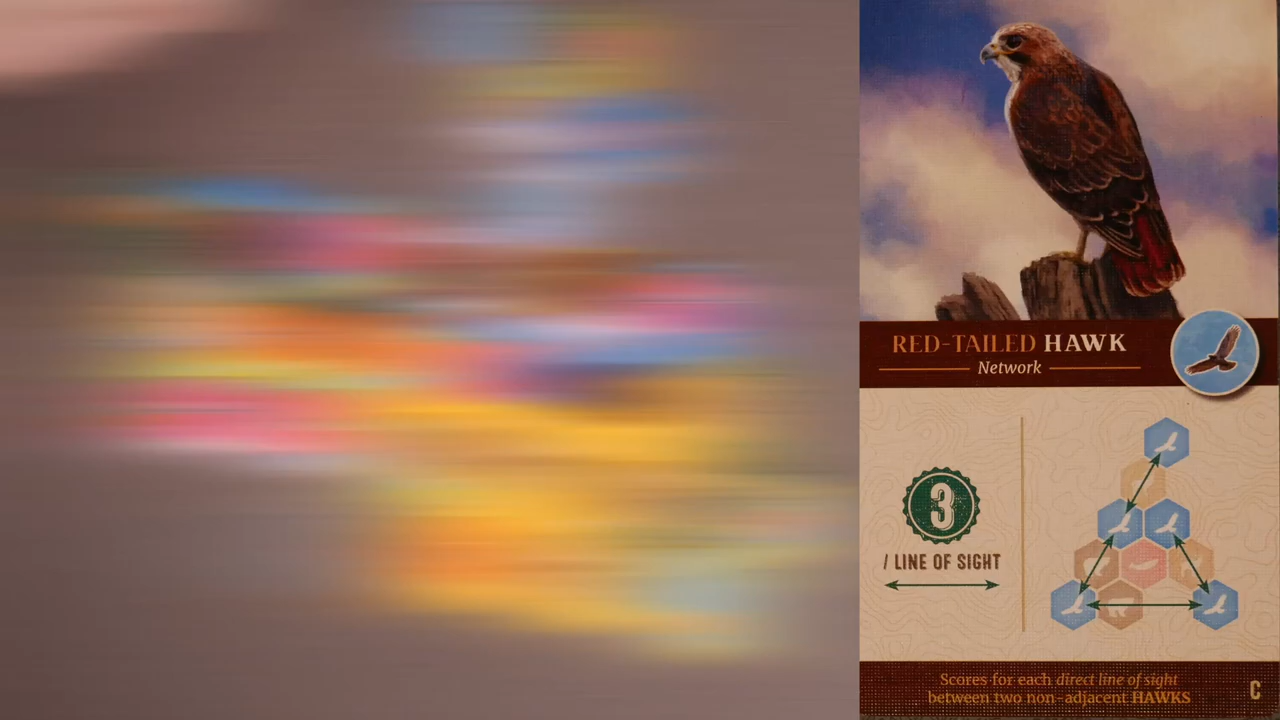 RED-TAILED HAWK
Network
3
/ LINE OF SIGHT
Scores for each direct line of sight
between two non-adjacent HAWKS
C